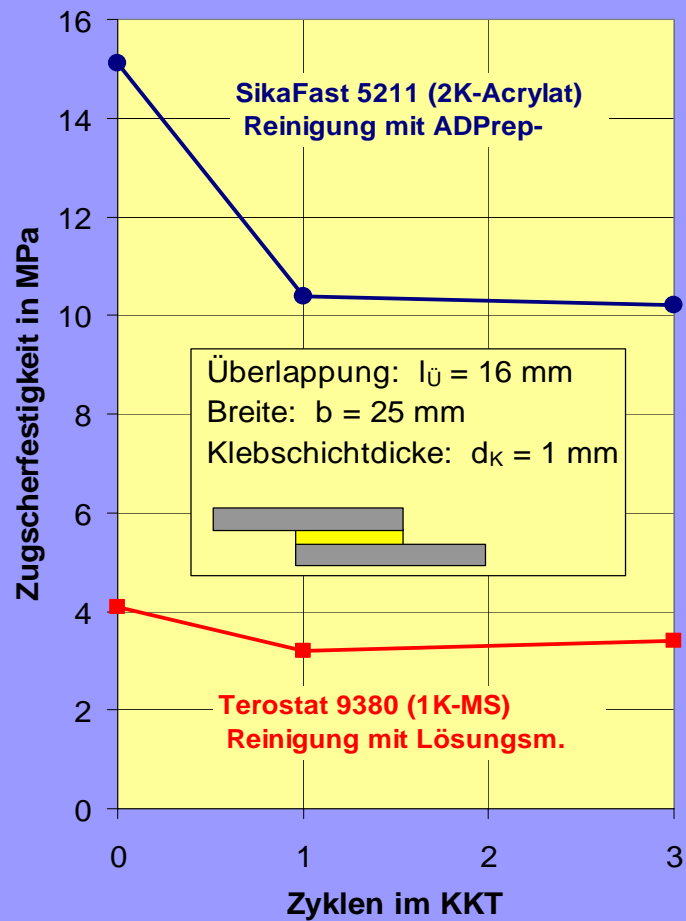 Zugscherfestigkeit in MPa
16
14
12
10
8
6
4
2
0
SikaFast 5211 (2K-Acrylat)
Reinigung mit ADPrep-
Überlappung: lÜ = 16 mm
Breite: b = 25 mm
Klebschichtdicke: dK = 1 mm
Terostat 9380 (1K-MS)
Reinigung mit Lösungsm.
0 1 2 3
Zyklen im KKT